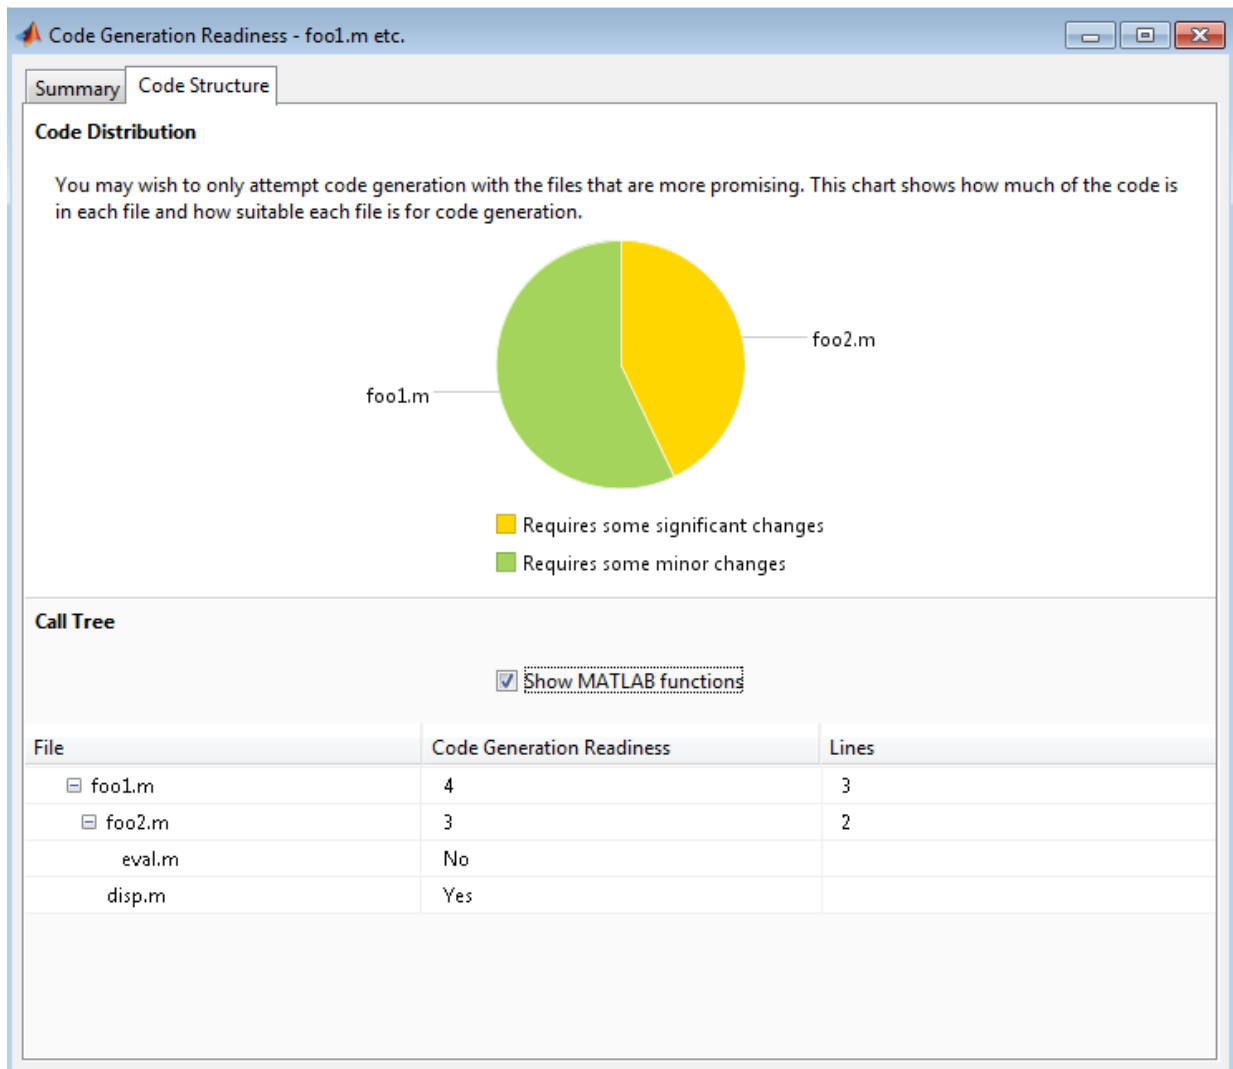 Code Generation Readiness - foo1.m etc.
Summary
Code Structure
Code Distribution
You may wish to only attempt code generation with the files that are more promising. This chart shows how much of the code is
in each file and how suitable each file is for code generation.
foo2.m
foo1.m
Requires some significant changes
Requires some minor changes
Call Tree
Show MATLAB functions
File Code Generation Readiness Lines
foo1.m 4 3
foo2.m 3 2
eval.m No
disp.m Yes